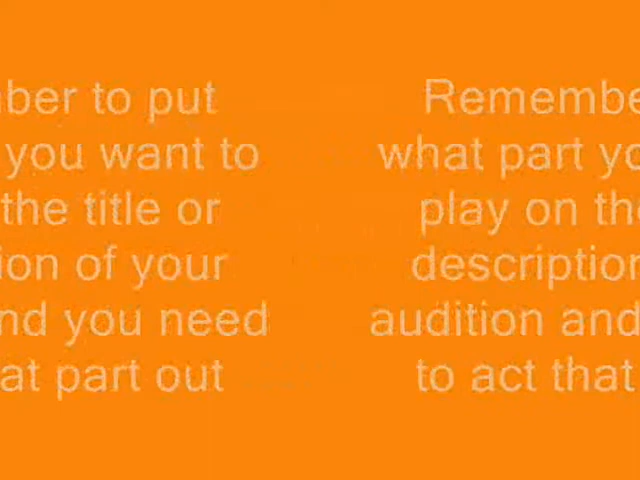 ber to put
you want to
the title or
ion of your
nd you need
at part out
Remembe
what part yo
play on the
description
audition and
to act that